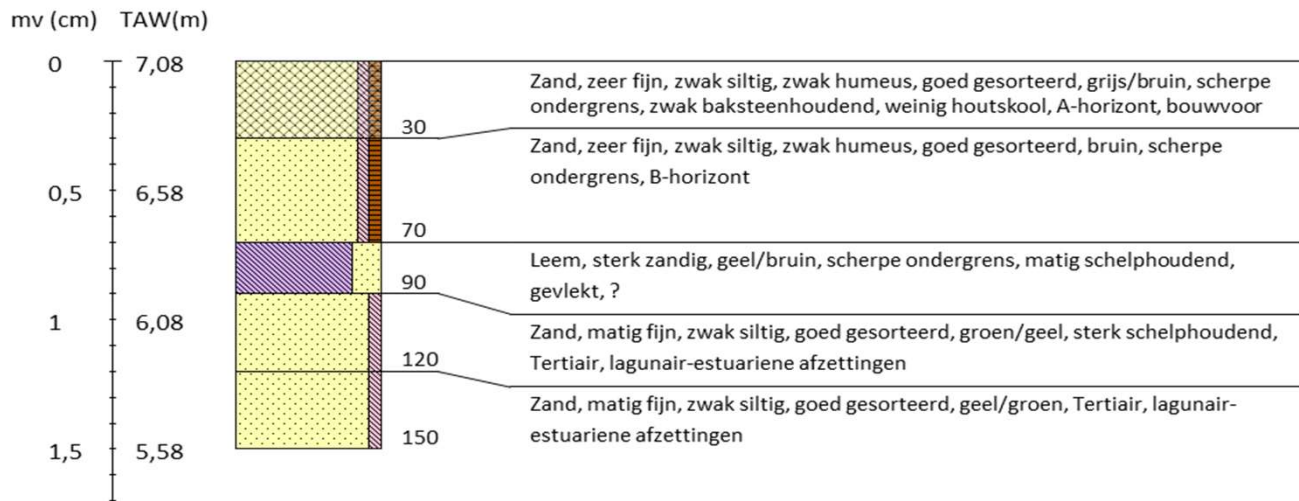 mv (cm) TAW(m)
0 7,08
Zand, zeer fijn, zwak siltig, zwak humeus, goed gesorteerd, grijs/bruin, scherpe
ondergrens, zwak baksteenhoudend, weinig houtskool, A-horizont, bouwvoor
30
Zand, zeer fijn, zwak siltig, zwak humeus, goed gesorteerd, bruin, scherpe
ondergrens, B-horizont
0,5 6,58
70
Leem, sterk zandig, geel/bruin, scherpe ondergrens, matig schelphoudend,
gevlekt, ?
90
1 6,08
Zand, matig fijn, zwak siltig, goed gesorteerd, groen/geel, sterk schelphoudend,
Tertiair, lagunair-estuariene afzettingen
120
Zand, matig fijn, zwak siltig, goed gesorteerd, geel/groen, Tertiair, lagunair-
estuariene afzettingen
150
1,5 5,58